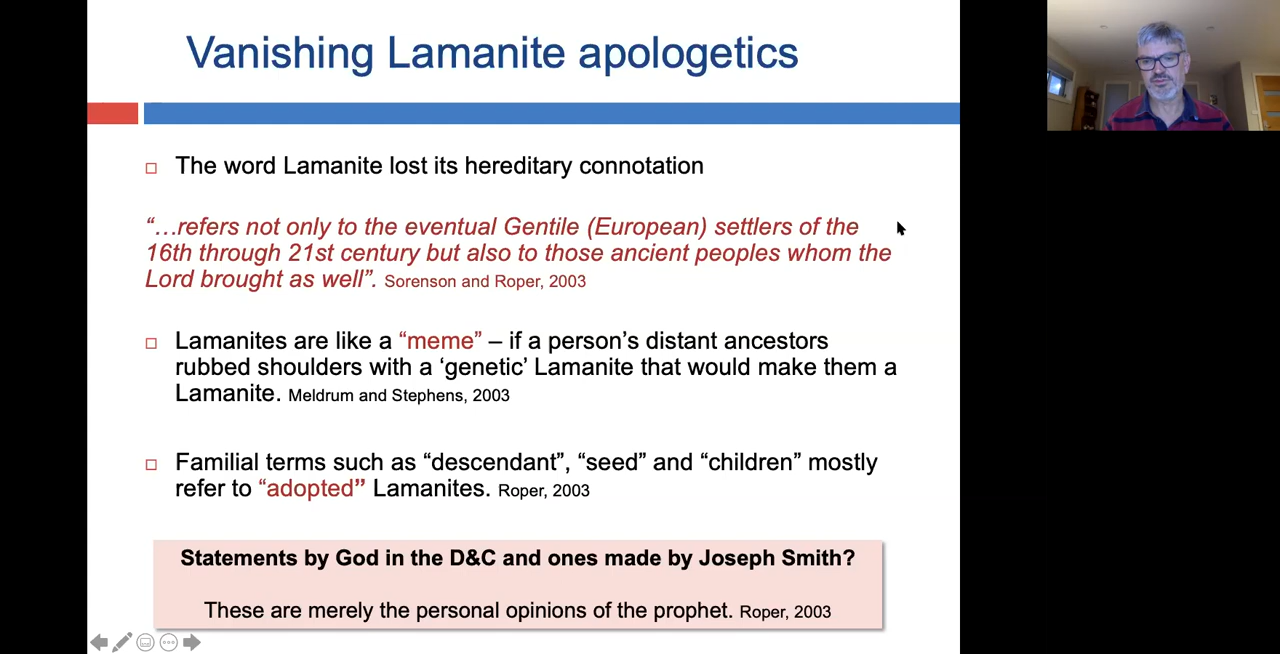 Vanishing Lamanite apologetics
The word Lamanite lost its hereditary connotation
“…refers not only to the eventual Gentile (European) settlers of the
16th through 21st century but also to those ancient peoples whom the
Lord brought as well”. Sorenson and Roper, 2003
Lamanites are like a “meme” – if a person’s distant ancestors
rubbed shoulders with a ‘genetic’ Lamanite that would make them a
Lamanite. Meldrum and Stephens, 2003
Familial terms such as “descendant”, “seed” and “children” mostly
refer to “adopted” Lamanites. Roper, 2003
Statements by God in the D&C and ones made by Joseph Smith?
These are merely the personal opinions of the prophet. Roper, 2003